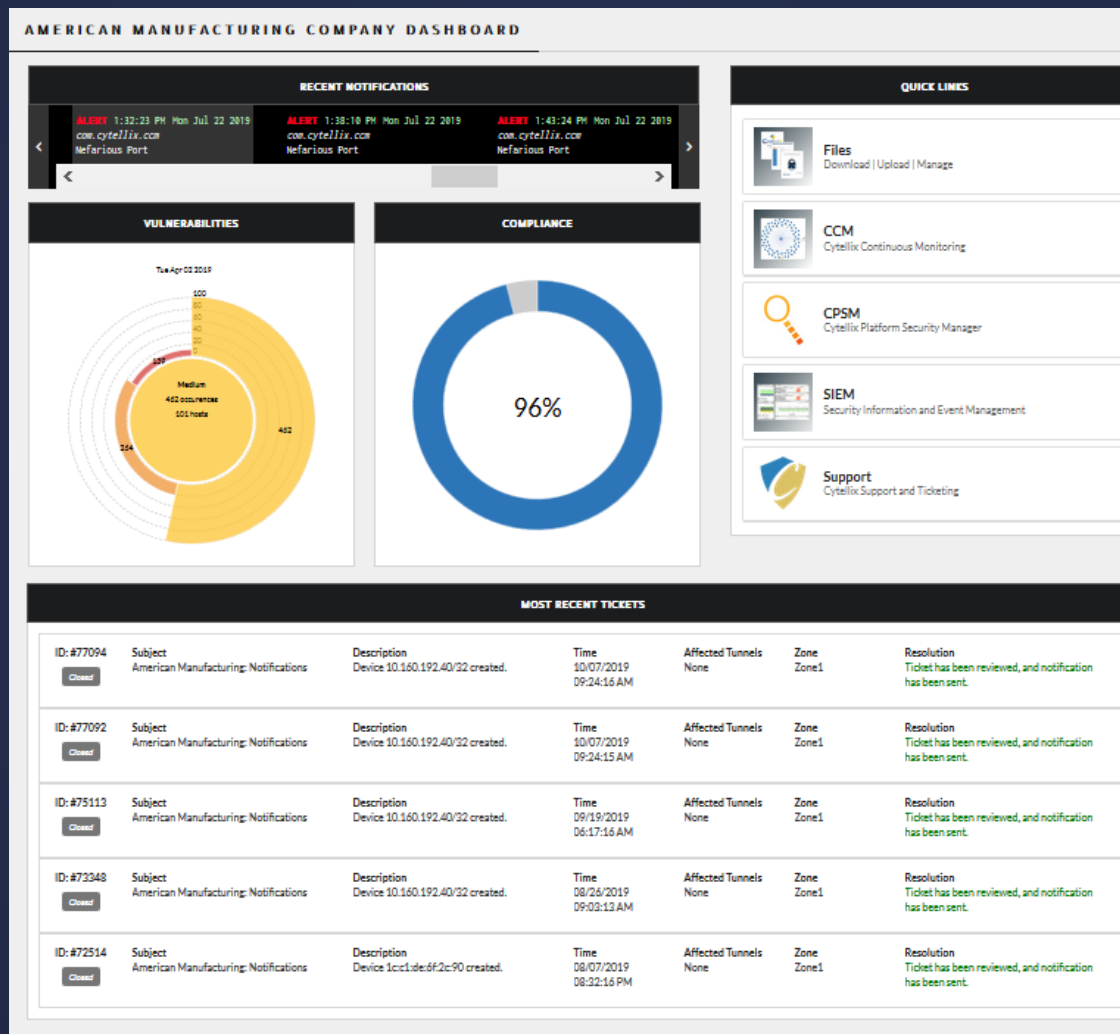 AMERICAN MANUFACTURING COMPANY DASHBOARD
RECENT NOTIFICATIONS
ALERT 1:32:23 PM Mon Jul 22 2019
com.cytellix.ccm
Nefarious Port
ALERT 1:38:10 PM Mon Jul 22 2019
com.cytellix.ccm
Nefarious Port
ALERT 1:43:24 PM Mon Jul 22 2019
com.cytellix.ccm
Nefarious Port
VULNERABILITIES
Tue Apr 02 2019
100
80
60
40
20
0
Medium
462 occurences
101 hosts
462
264
COMPLIANCE
96%
QUICK LINKS
Files
Download | Upload | Manage
CCM
Cytellix Continuous Monitoring
CPSM
Cytellix Platform Security Manager
SIEM
Security Information and Event Management
Support
Cytellix Support and Ticketing
MOST RECENT TICKETS
ID: #77094
Closed
Subject
American Manufacturing: Notifications
Description
Device 10.160.192.40/32 created.
Time
10/07/2019
09:24:16 AM
Affected Tunnels
None
Zone
Zone1
Resolution
Ticket has been reviewed, and notification
has been sent.
ID: #77092
Closed
Subject
American Manufacturing: Notifications
Description
Device 10.160.192.40/32 created.
Time
10/07/2019
09:24:15 AM
Affected Tunnels
None
Zone
Zone1
Resolution
Ticket has been reviewed, and notification
has been sent.
ID: #75113
Closed
Subject
American Manufacturing: Notifications
Description
Device 10.160.192.40/32 created.
Time
09/19/2019
06:17:16 AM
Affected Tunnels
None
Zone
Zone1
Resolution
Ticket has been reviewed, and notification
has been sent.
ID: #73348
Closed
Subject
American Manufacturing: Notifications
Description
Device 10.160.192.40/32 created.
Time
08/26/2019
09:03:13 AM
Affected Tunnels
None
Zone
Zone1
Resolution
Ticket has been reviewed, and notification
has been sent.
ID: #72514
Closed
Subject
American Manufacturing: Notifications
Description
Device 1c:c1:de:6f:2c:90 created.
Time
08/07/2019
08:32:16 PM
Affected Tunnels
None
Zone
Zone1
Resolution
Ticket has been reviewed, and notification
has been sent.